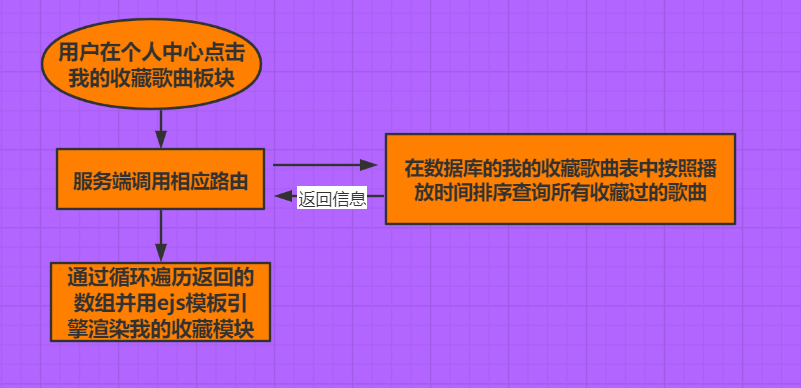 用户在个人中心点击
我的收藏歌曲板块
服务端调用相应路由
在数据库的我的收藏歌曲表中按照播
放时间排序查询所有收藏过的歌曲
返回信息
通过循环遍历返回的
数组并用ejs模板引
擎渲染我的收藏模块